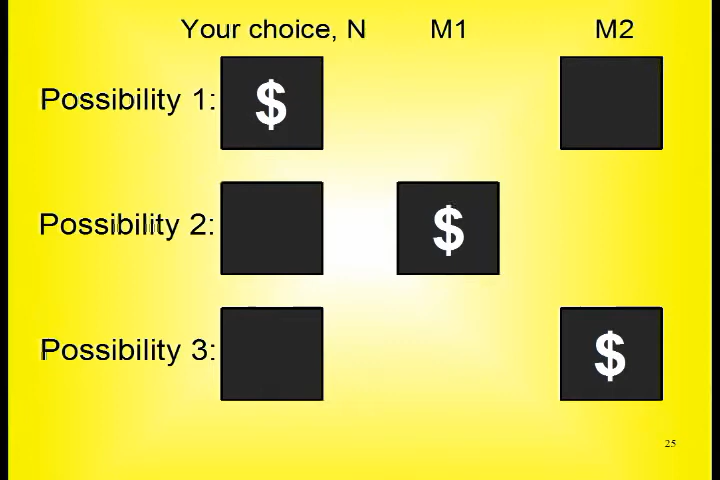 Your choice, N M1 M2
Possibility 1: $
Possibility 2: $
Possibility 3: $
25